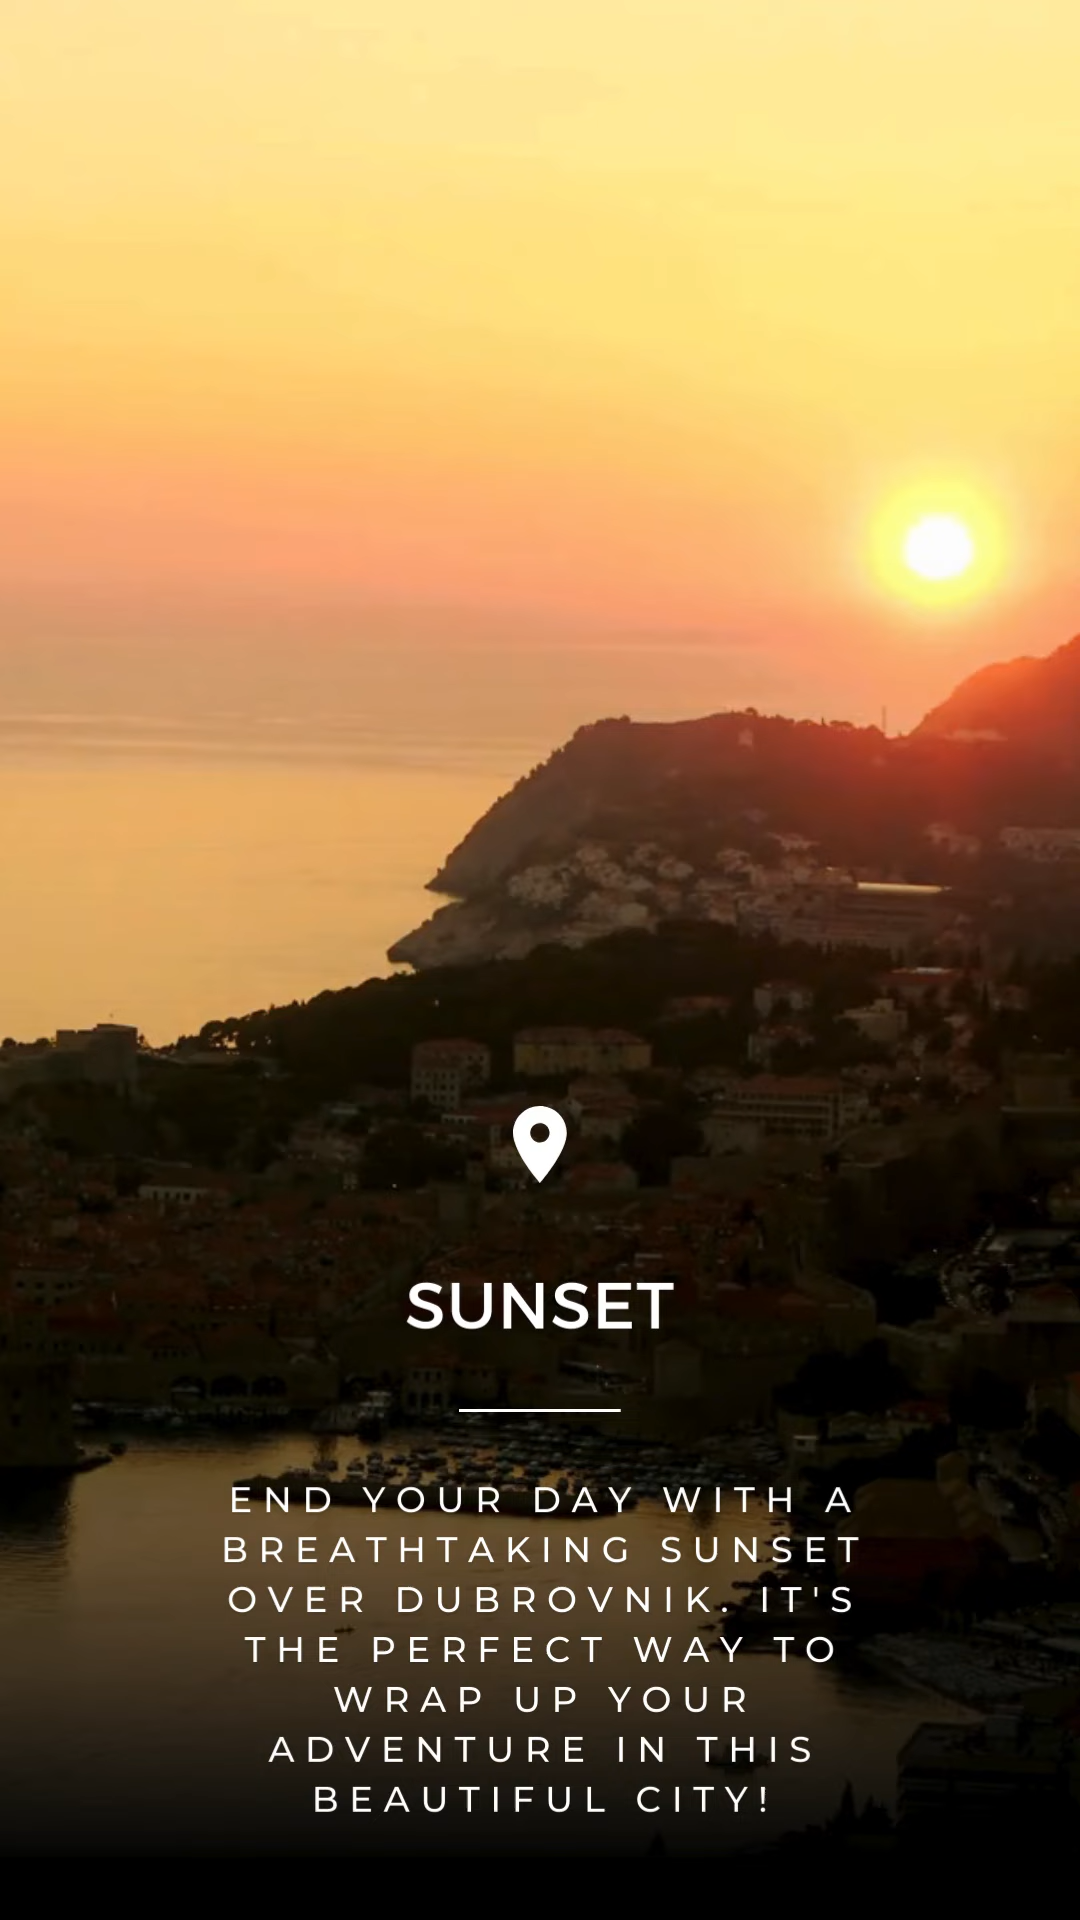 SUNSET
END YOUR DAY WITH A
BREATHTAKING SUNSET
OVER DUBROVNIK. IT'S
THE PERFECT WAY TO
WRAP UP YOUR
ADVENTURE IN THIS
BEAUTIFUL CITY!